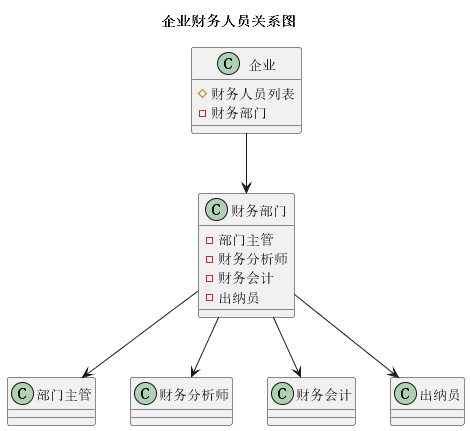 企业财务人员关系图
C 企业
财务人员列表
财务部门
C 财务部门
部门主管
财务分析师
财务会计
出纳员
C 部门主管
C 财务分析师
C 财务会计
C 出纳员